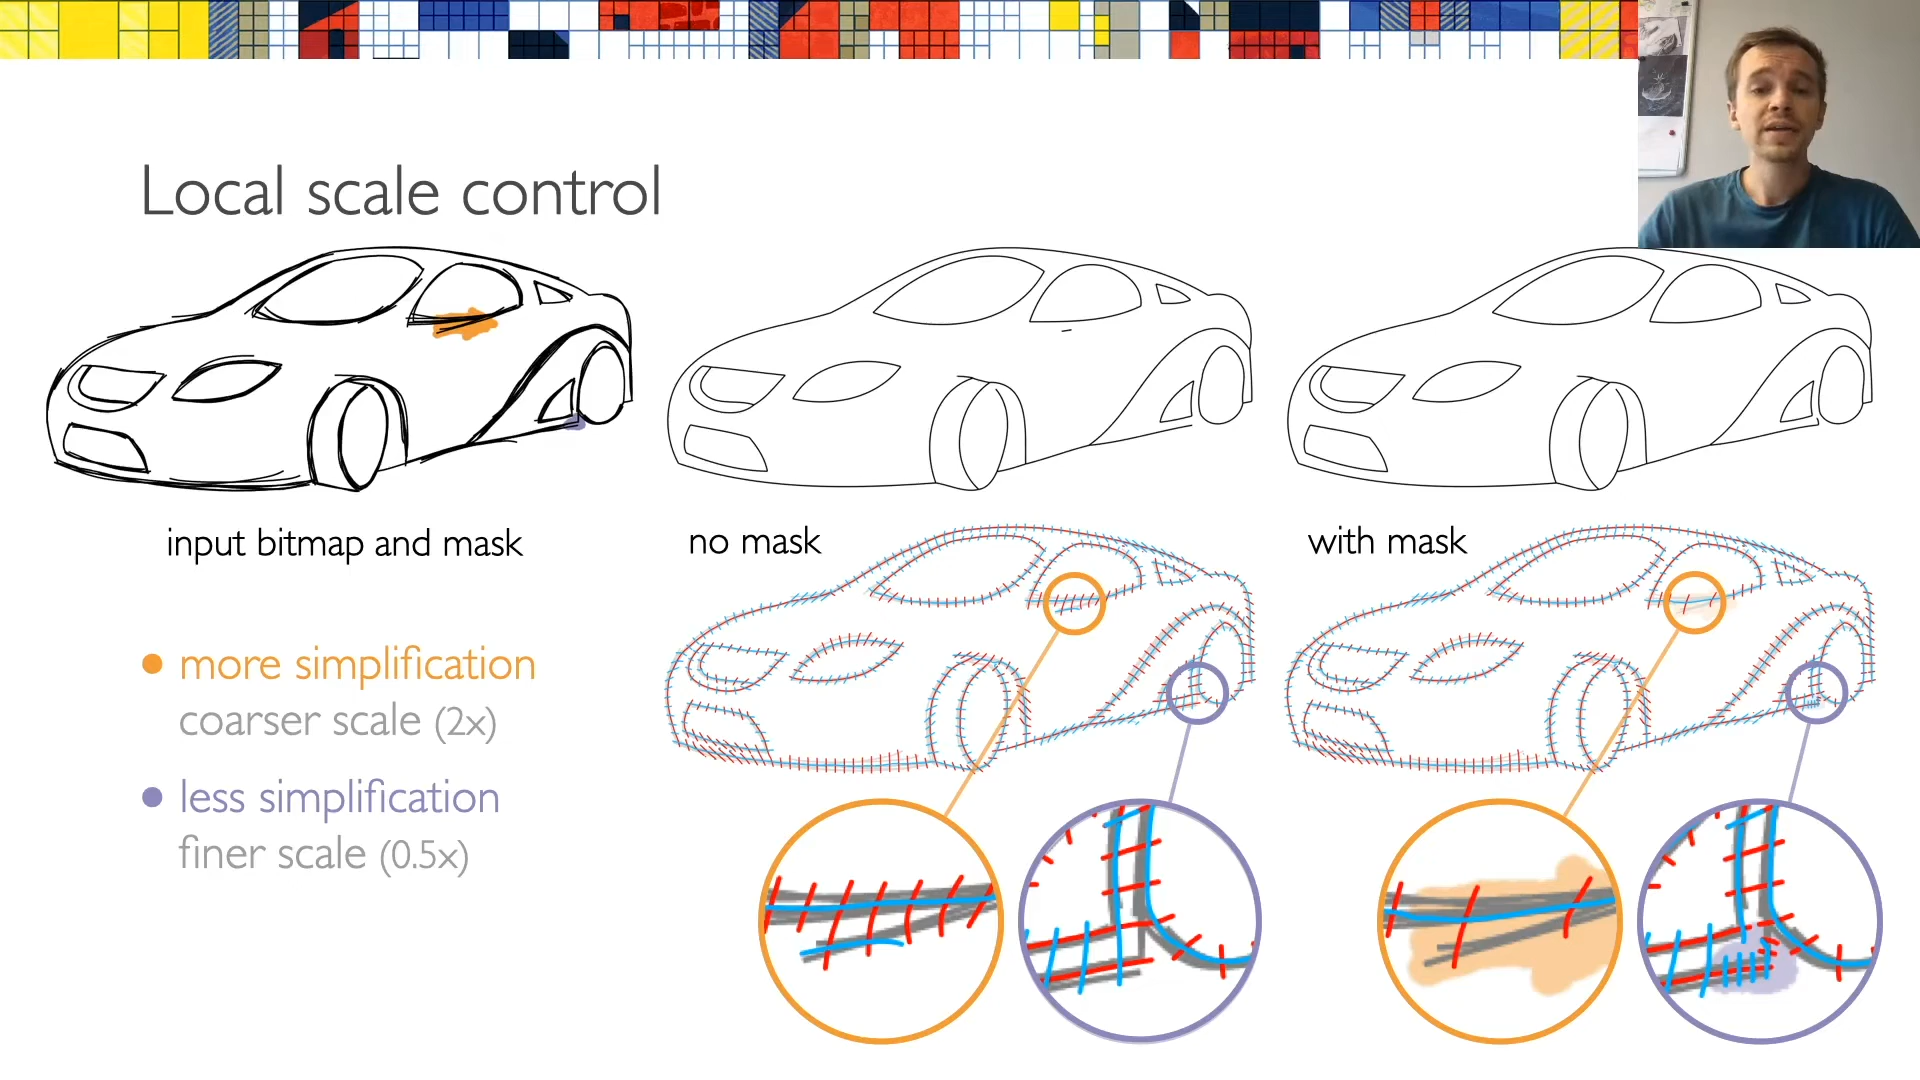 Local scale control
input bitmap and mask
no mask
with mask
more simplification
coarser scale (2x)
less simplification
finer scale (0.5x)